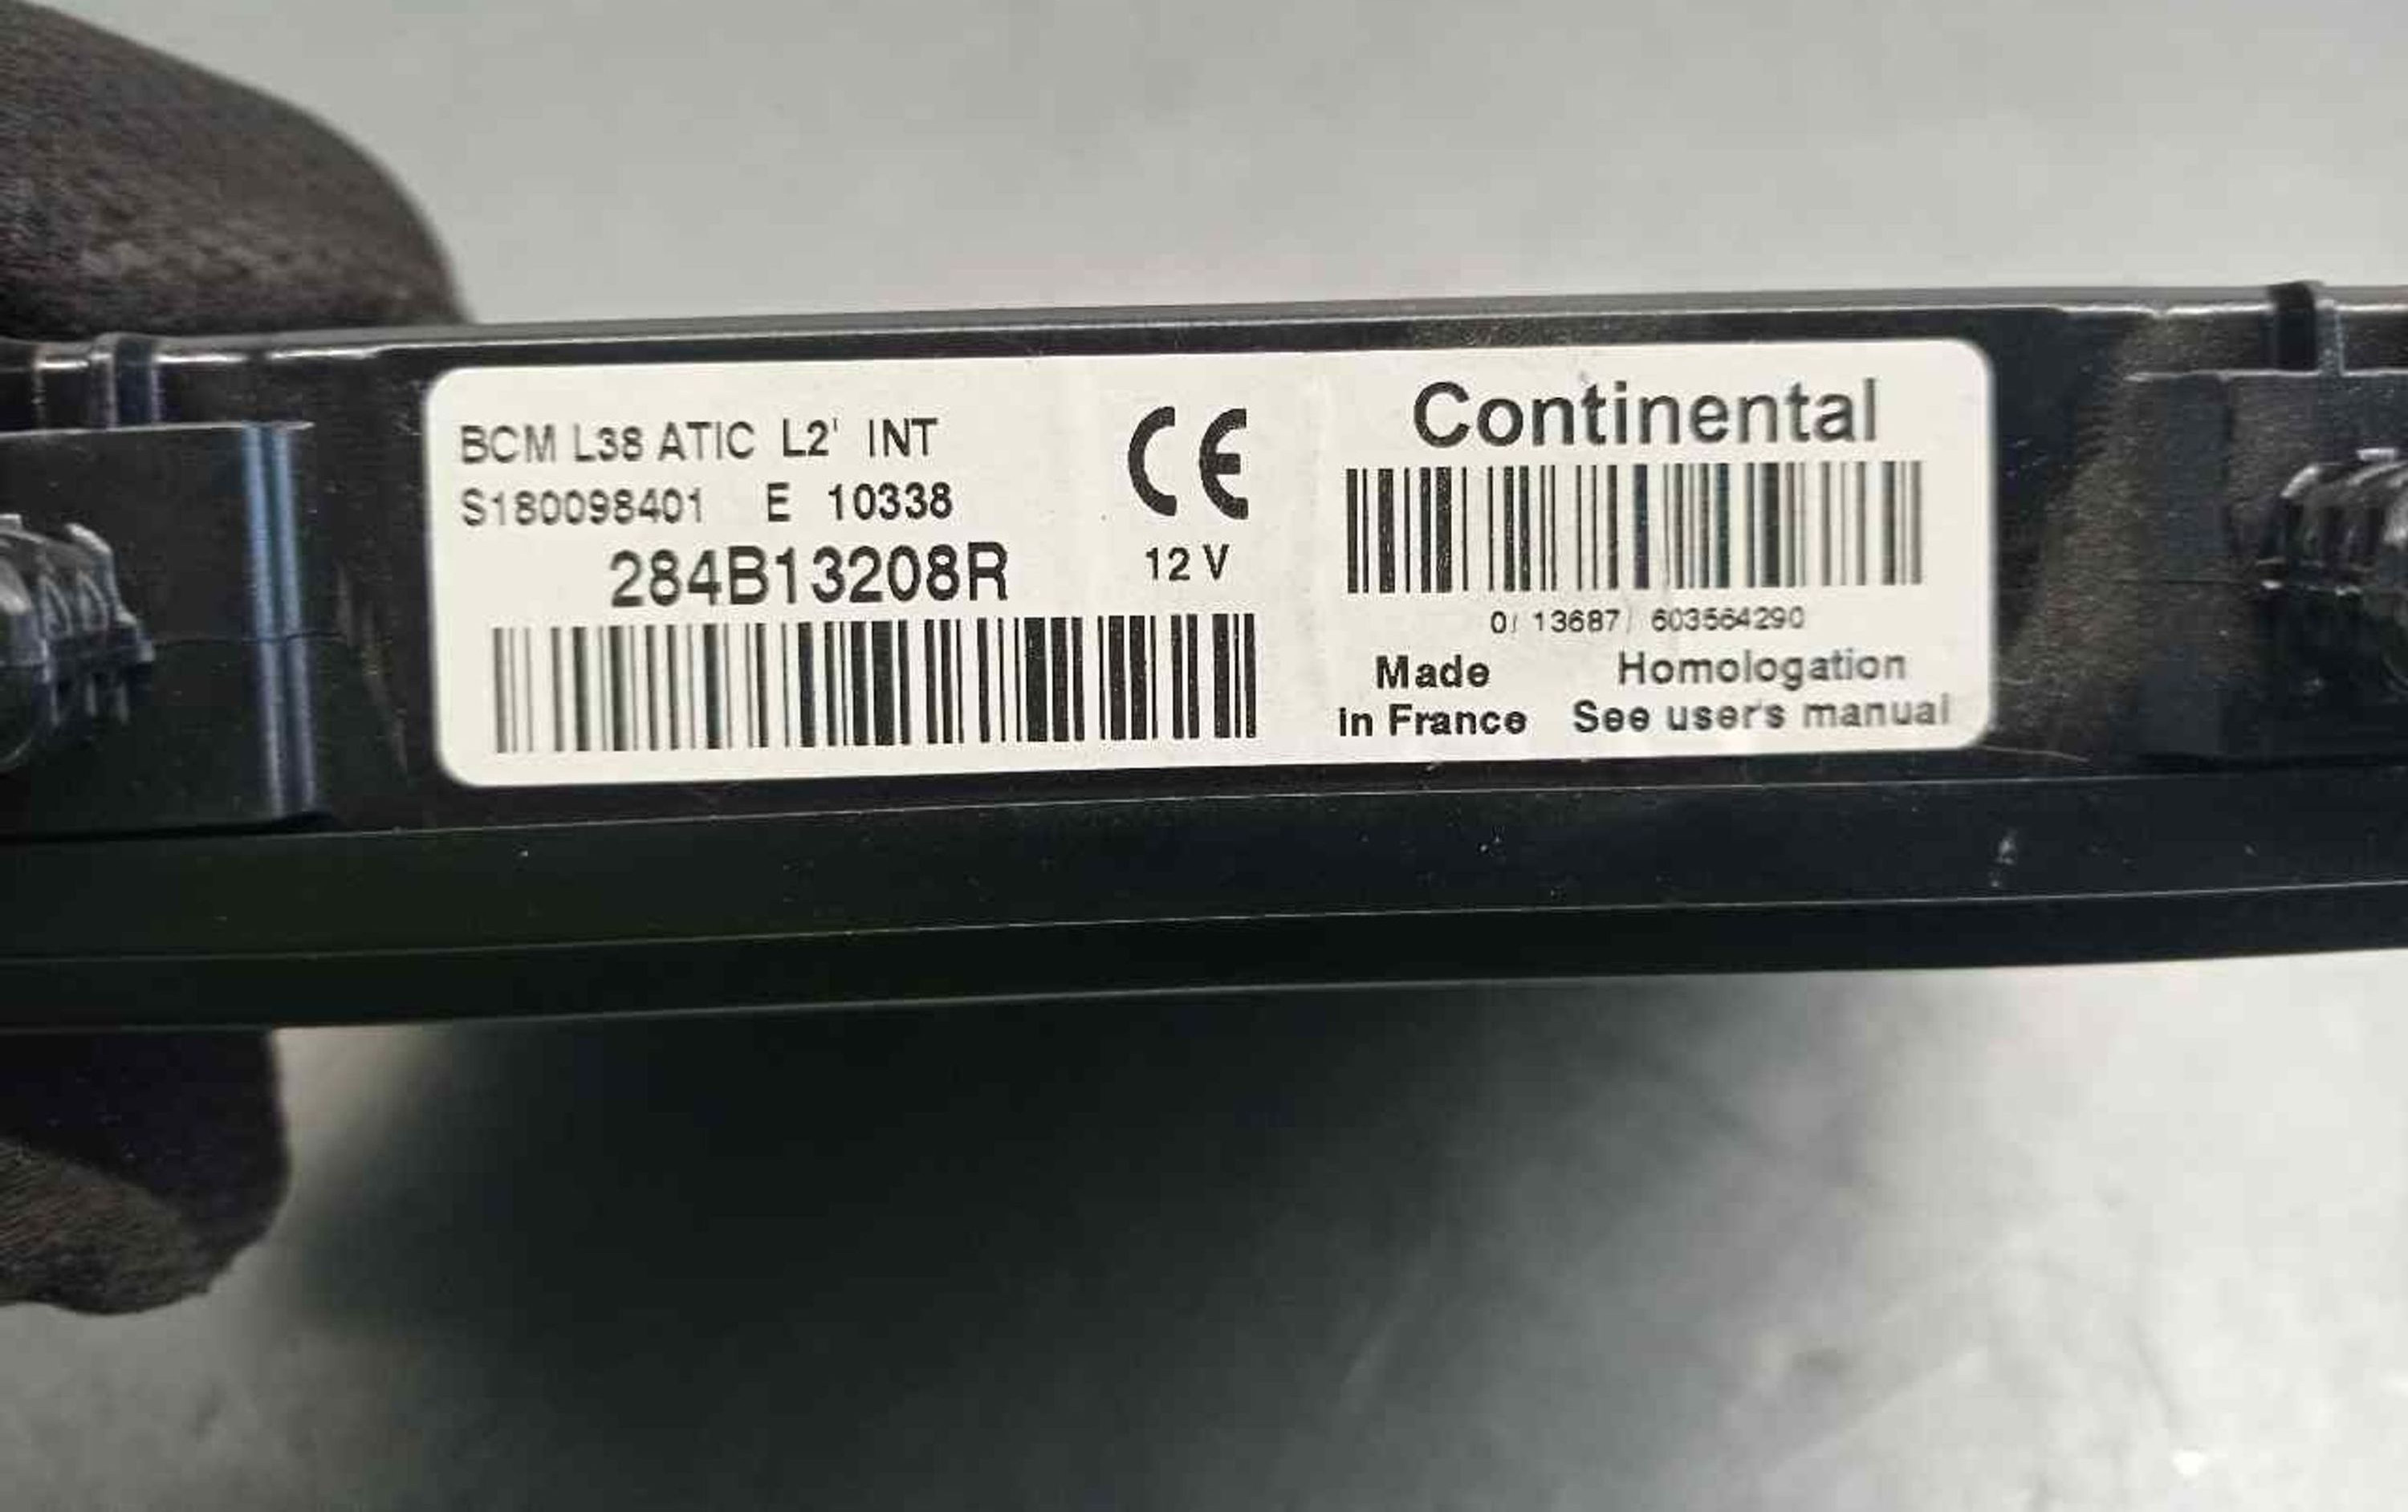 BCM L38 ATIC L2' INT
S180098401 E 10338
284B13208R
CE
12 V
Continental
0/ 13687/ 603564290
Made
in France
Homologation
See user's manual